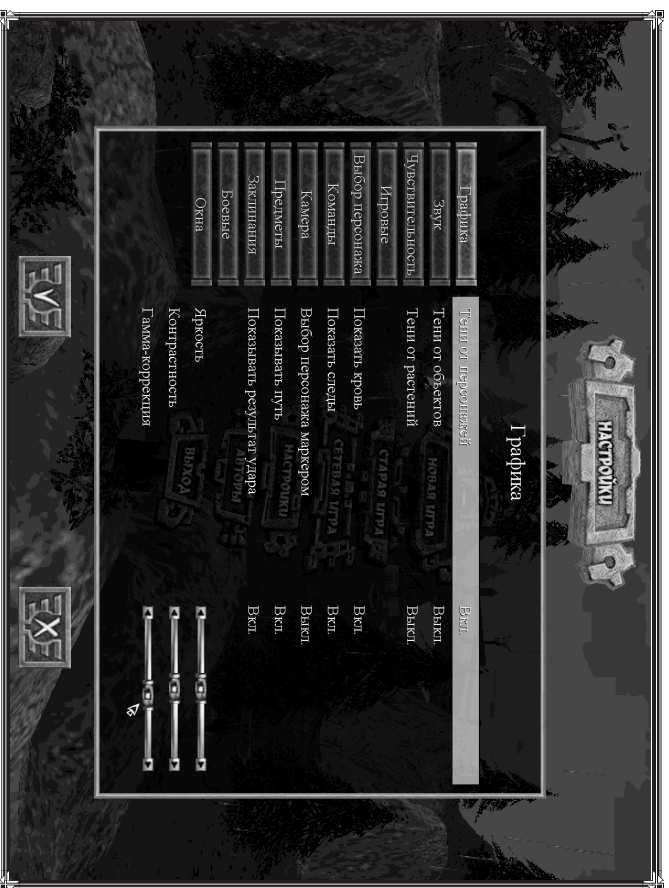 НАСТРОЙКИ
Графика
Графика
Звук
Чувствительность
Игровые
Выбор персонажа
Команды
Камера
Предметы
Заклинания
Боевые
Окна
Тени от персонажей Вкл.
Тени от объектов Выкл.
Тени от растений Выкл.
Показать кровь Вкл.
Показать следы Вкл.
Выбор персонажа маркером Выкл.
Показывать путь Вкл.
Показывать результат удара Вкл.
Яркость
Контрастность
Гамма-коррекция
НОВАЯ ИГРА
СТАРАЯ ИГРА
СЕТЕВАЯ ИГРА
НАСТРОЙКИ
АВТОРЫ
ВЫХОД